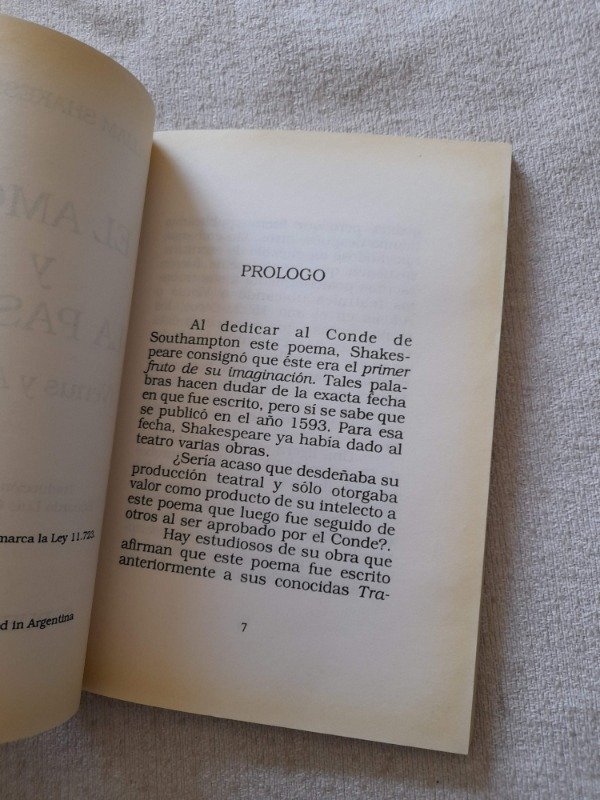 marca la Ley 11.723.
d in Argentina
PROLOGO
Al dedicar al Conde de
Southampton este poema, Shakes-
peare consignó que éste era el primer
fruto de su imaginación. Tales pala-
bras hacen dudar de la exacta fecha
en que fue escrito, pero sí se sabe que
se publicó en el año 1593. Para esa
fecha, Shakespeare ya había dado al
teatro varias obras.
¿Sería acaso que desdeñaba su
producción teatral y sólo otorgaba
valor como producto de su intelecto a
este poema que luego fue seguido de
otros al ser aprobado por el Conde?.
Hay estudiosos de su obra que
afirman que este poema fue escrito
anteriormente a sus conocidas Tra-
7